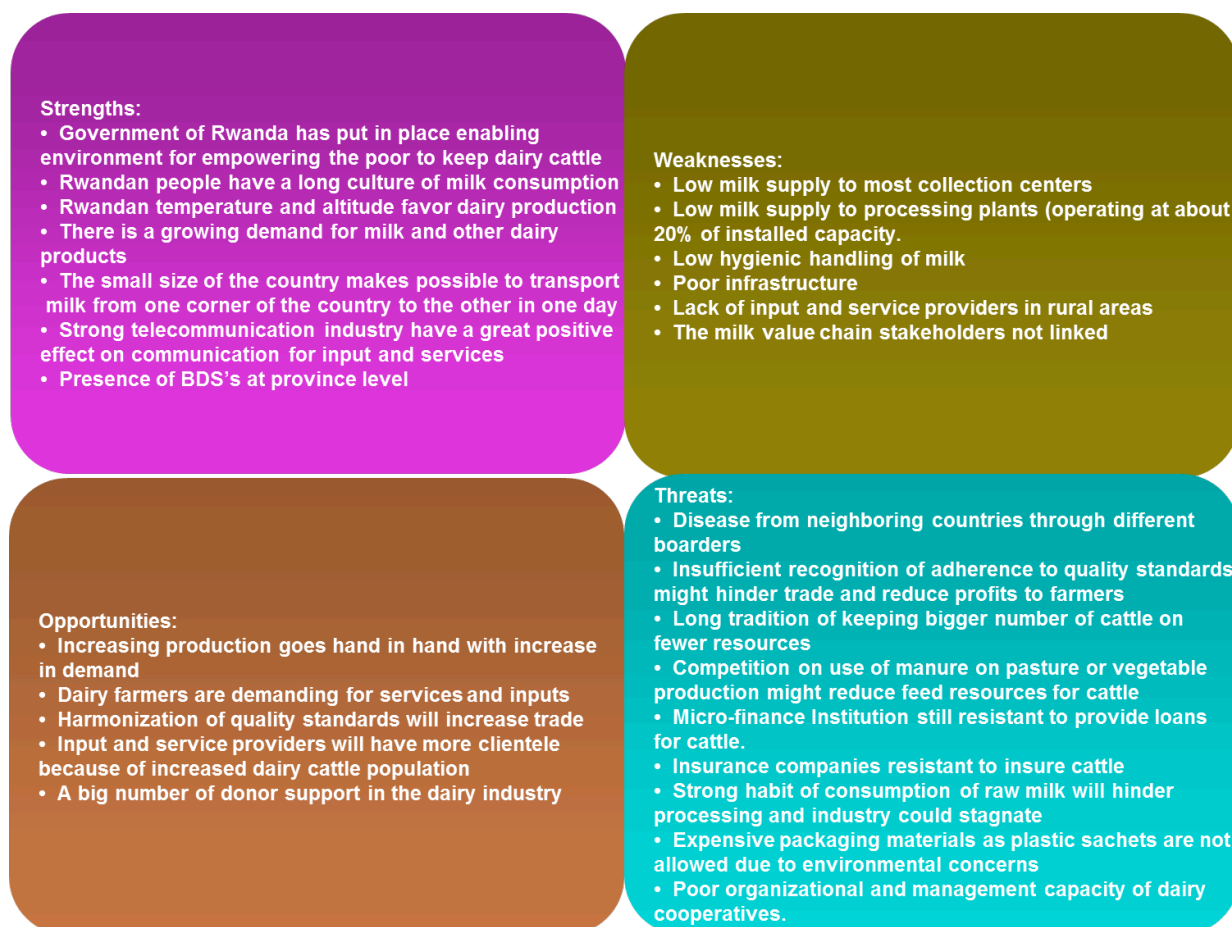 Strengths:
• Government of Rwanda has put in place enabling
environment for empowering the poor to keep dairy cattle
• Rwandan people have a long culture of milk consumption
• Rwandan temperature and altitude favor dairy production
• There is a growing demand for milk and other dairy
products
• The small size of the country makes possible to transport
milk from one corner of the country to the other in one day
• Strong telecommunication industry have a great positive
effect on communication for input and services
• Presence of BDS's at province level
Weaknesses:
• Low milk supply to most collection centers
• Low milk supply to processing plants (operating at about
20% of installed capacity.
• Low hygienic handling of milk
• Poor infrastructure
• Lack of input and service providers in rural areas
• The milk value chain stakeholders not linked
Opportunities:
• Increasing production goes hand in hand with increase
in demand
• Dairy farmers are demanding for services and inputs
• Harmonization of quality standards will increase trade
• Input and service providers will have more clientele
because of increased dairy cattle population
• A big number of donor support in the dairy industry
Threats:
• Disease from neighboring countries through different
boarders
• Insufficient recognition of adherence to quality standards
might hinder trade and reduce profits to farmers
• Long tradition of keeping bigger number of cattle on
fewer resources
• Competition on use of manure on pasture or vegetable
production might reduce feed resources for cattle
• Micro-finance Institution still resistant to provide loans
for cattle.
• Insurance companies resistant to insure cattle
• Strong habit of consumption of raw milk will hinder
processing and industry could stagnate
• Expensive packaging materials as plastic sachets are not
allowed due to environmental concerns
• Poor organizational and management capacity of dairy
cooperatives.